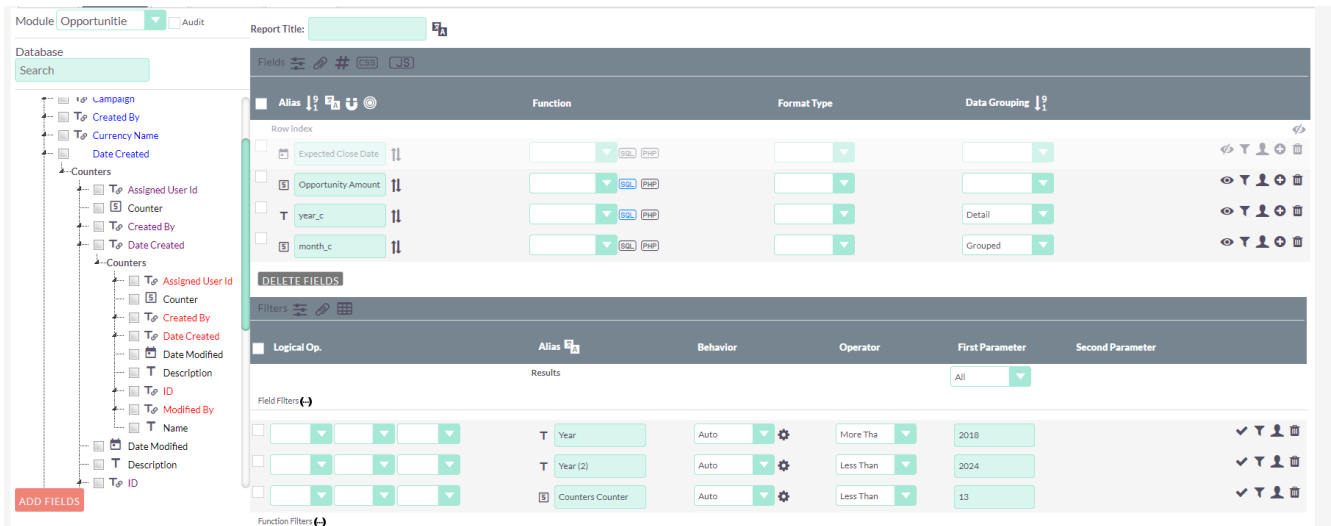 Module Opportunitie Audit
Database
Search
Campaign
Created By
Currency Name
Date Created
Counters
Assigned User Id
Counter
Created By
Date Created
Counters
Assigned User Id
Counter
Created By
Date Created
Date Modified
Description
ID
Modified By
Name
Date Modified
Description
ID
ADD FIELDS
Report Title:
Fields # CSS JS
Alias Function Format Type Data Grouping
Row index
Expected Close Date SQL PHP
Opportunity Amount SQL PHP
year_c SQL PHP Detail
month_c SQL PHP Grouped
DELETE FIELDS
Filters
Logical Op. Alias Behavior Operator First Parameter Second Parameter
Results All
Field Filters (...)
Year Auto More Tha 2018
Year (2) Auto Less Than 2024
Counters Counter Auto Less Than 13
Function Filters (...)